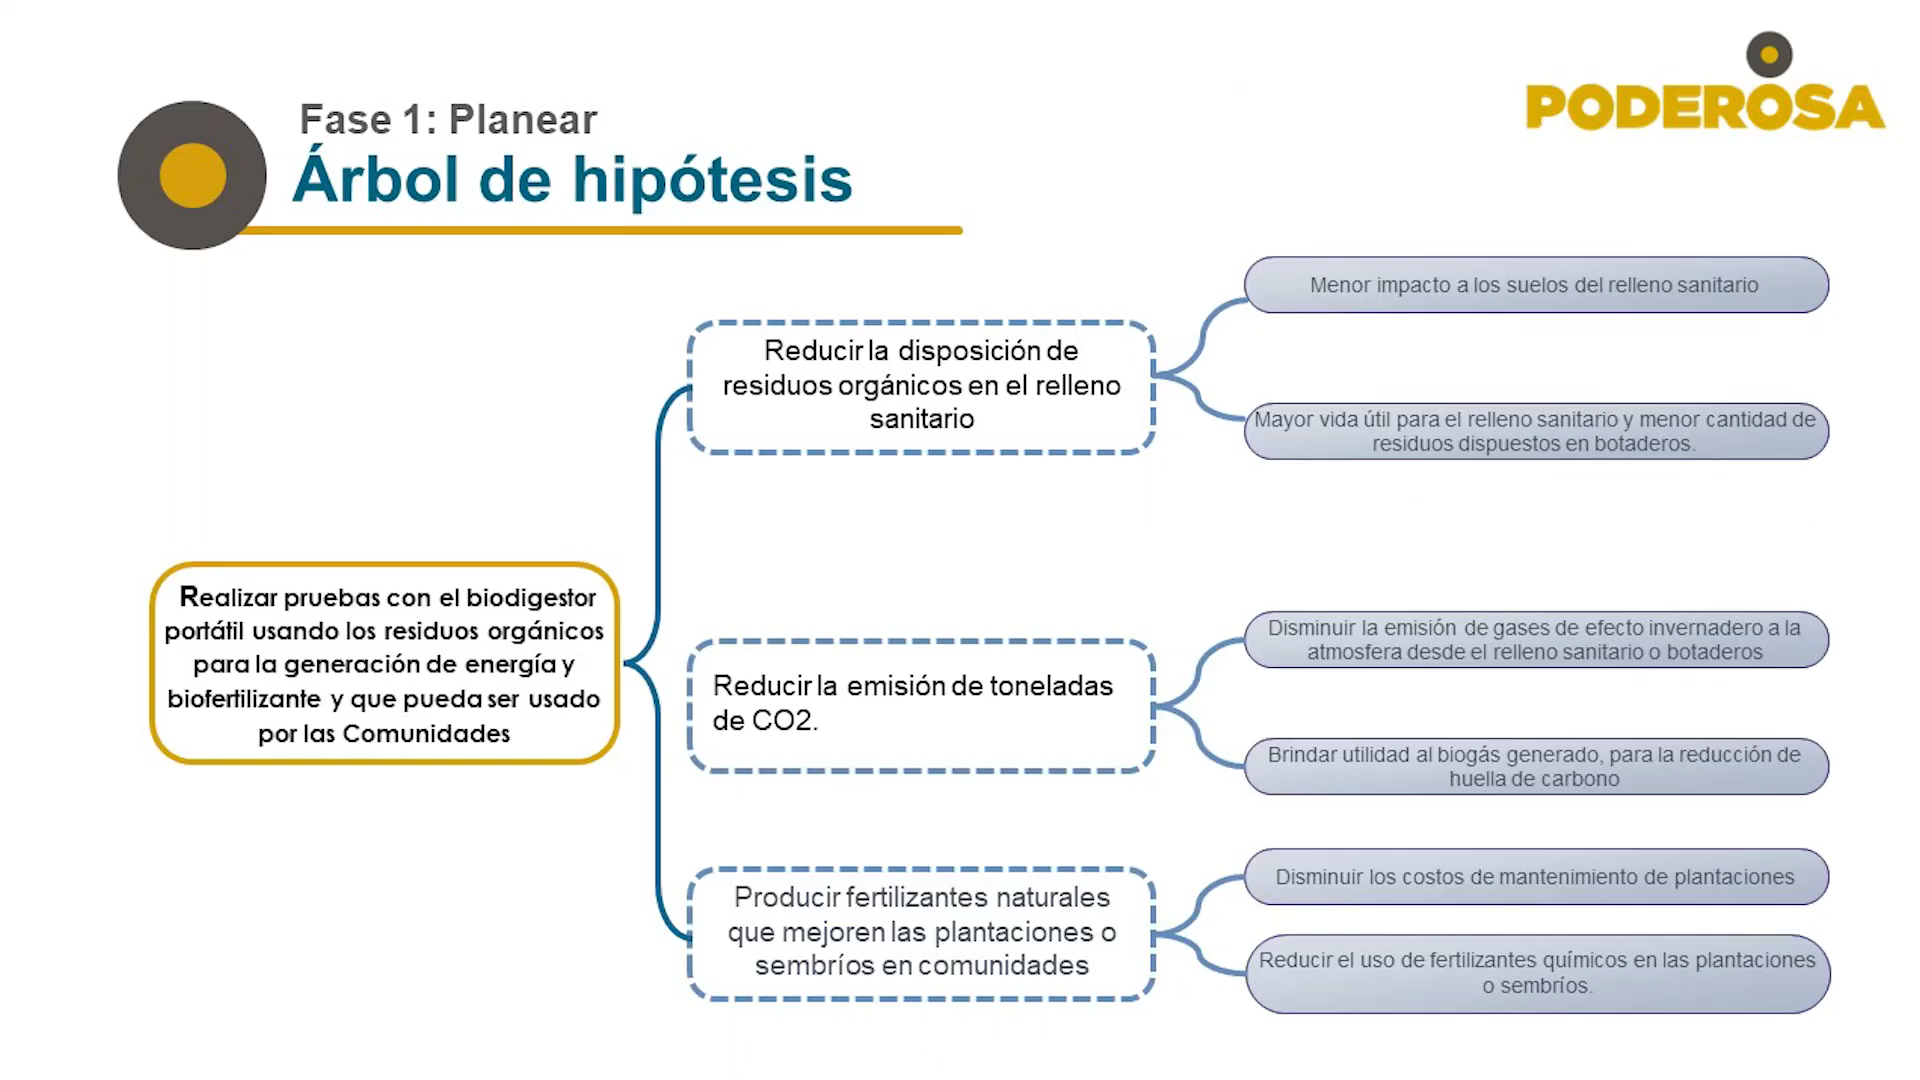 PODEROSA
Fase 1: Planear
Árbol de hipótesis
Realizar pruebas con el biodigestor
portátil usando los residuos orgánicos
para la generación de energía y
biofertilizante y que pueda ser usado
por las Comunidades
Reducir la disposición de
residuos orgánicos en el relleno
sanitario
Menor impacto a los suelos del relleno sanitario
Mayor vida útil para el relleno sanitario y menor cantidad de
residuos dispuestos en botaderos.
Reducir la emisión de toneladas
de CO2.
Disminuir la emisión de gases de efecto invernadero a la
atmosfera desde el relleno sanitario o botaderos
Brindar utilidad al biogás generado, para la reducción de
huella de carbono
Producir fertilizantes naturales
que mejoren las plantaciones o
sembríos en comunidades
Disminuir los costos de mantenimiento de plantaciones
Reducir el uso de fertilizantes químicos en las plantaciones
o sembríos.